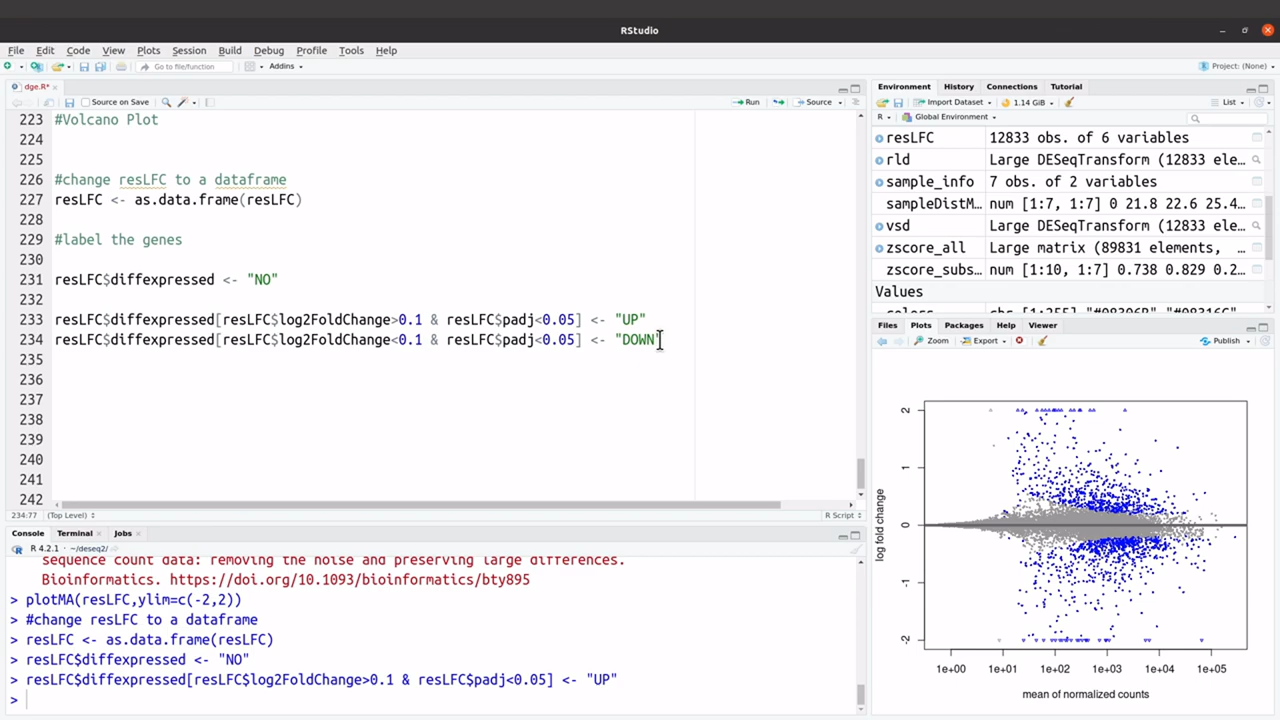 RStudio
File Edit Code View Plots Session Build Debug Profile Tools Help
Go to file/function Addins Project: (None)
dge.R*
Source on Save Run Source
223 #Volcano Plot
224
225
226 #change resLFC to a dataframe
227 resLFC <- as.data.frame(resLFC)
228
229 #label the genes
230
231 resLFC$diffexpressed <- "NO"
232
233 resLFC$diffexpressed[resLFC$log2FoldChange>0.1 & resLFC$padj<0.05] <- "UP"
234 resLFC$diffexpressed[resLFC$log2FoldChange<0.1 & resLFC$padj<0.05] <- "DOWN"
235
236
237
238
239
240
241
242
234:77 (Top Level) R Script
Console Terminal Jobs
R 4.2.1 · ~/deseq2/
sequence count data: removing the noise and preserving large differences.
Bioinformatics. https://doi.org/10.1093/bioinformatics/bty895
> plotMA(resLFC,ylim=c(-2,2))
> #change resLFC to a dataframe
> resLFC <- as.data.frame(resLFC)
> resLFC$diffexpressed <- "NO"
> resLFC$diffexpressed[resLFC$log2FoldChange>0.1 & resLFC$padj<0.05] <- "UP"
>
Environment History Connections Tutorial
Import Dataset 1.14 GiB List
R Global Environment
resLFC 12833 obs. of 6 variables
rld Large DESeqTransform (12833 ele…
sample_info 7 obs. of 2 variables
sampleDistM… num [1:7, 1:7] 0 21.8 22.6 25.4…
vsd Large DESeqTransform (12833 ele…
zscore_all Large matrix (89831 elements, …
zscore_subs… num [1:10, 1:7] 0.738 0.829 0.2…
Values
Files Plots Packages Help Viewer
Zoom Export Publish
2
1
0
-1
-2
log fold change
1e+00 1e+01 1e+02 1e+03 1e+04 1e+05
mean of normalized counts